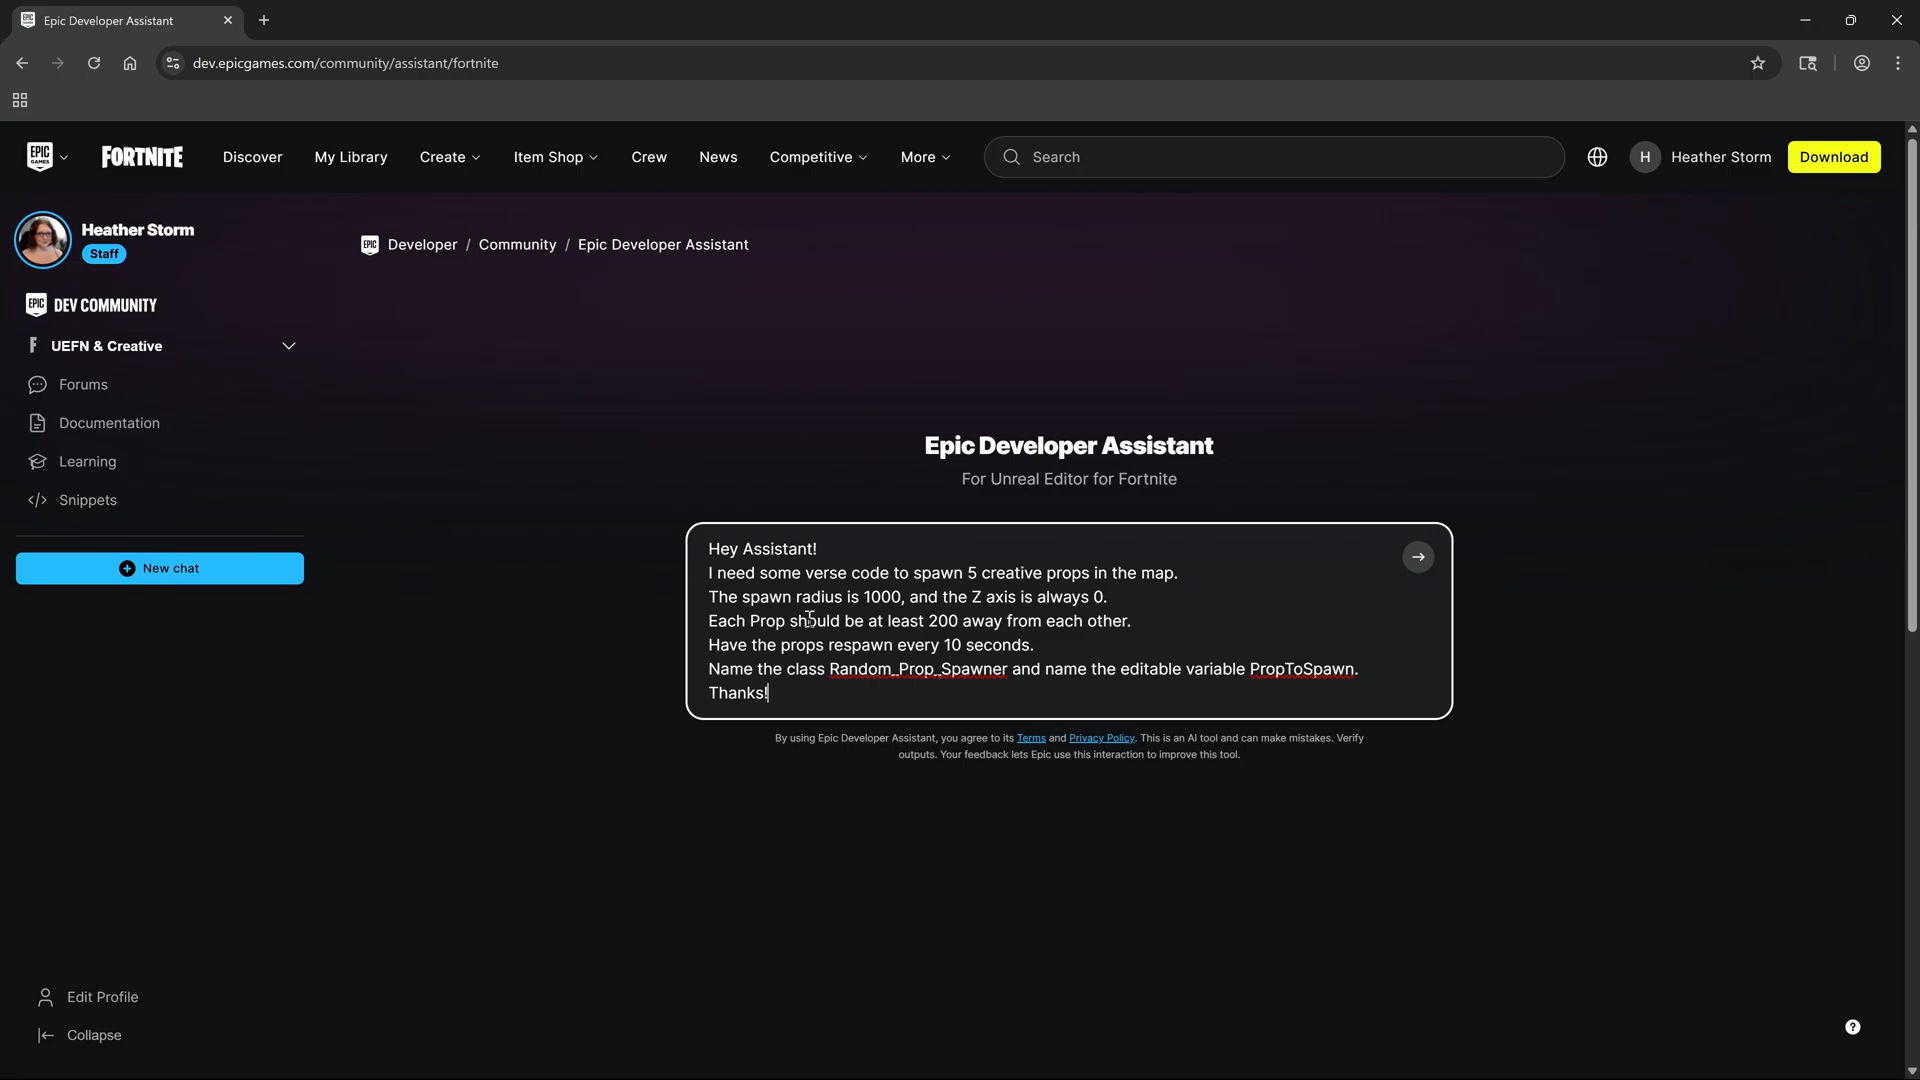 Epic Developer Assistant
dev.epicgames.com/community/assistant/fortnite
EPIC GAMES
FORTNITE
Discover
My Library
Create
Item Shop
Crew
News
Competitive
More
Search
H
Heather Storm
Download
Heather Storm
Staff
EPIC
Developer / Community / Epic Developer Assistant
EPIC DEV COMMUNITY
UEFN & Creative
Forums
Documentation
Learning
Snippets
New chat
Epic Developer Assistant
For Unreal Editor for Fortnite
Hey Assistant!
I need some verse code to spawn 5 creative props in the map.
The spawn radius is 1000, and the Z axis is always 0.
Each Prop should be at least 200 away from each other.
Have the props respawn every 10 seconds.
Name the class Random_Prop_Spawner and name the editable variable PropToSpawn.
Thanks!
By using Epic Developer Assistant, you agree to its Terms and Privacy Policy. This is an AI tool and can make mistakes. Verify
outputs. Your feedback lets Epic use this interaction to improve this tool.
Edit Profile
Collapse
?